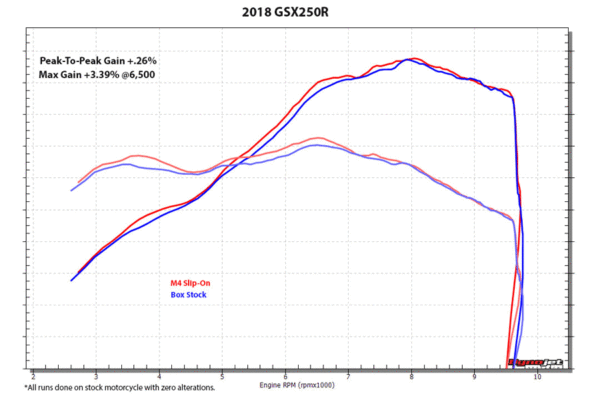 2018 GSX250R
Peak-To-Peak Gain +.26%
Max Gain +3.39% @6,500
M4 Slip-On
Box Stock
dynojet
2 3 4 5 6 7 8 9 10
Engine RPM (rpmx1000)
*All runs done on stock motorcycle with zero alterations.